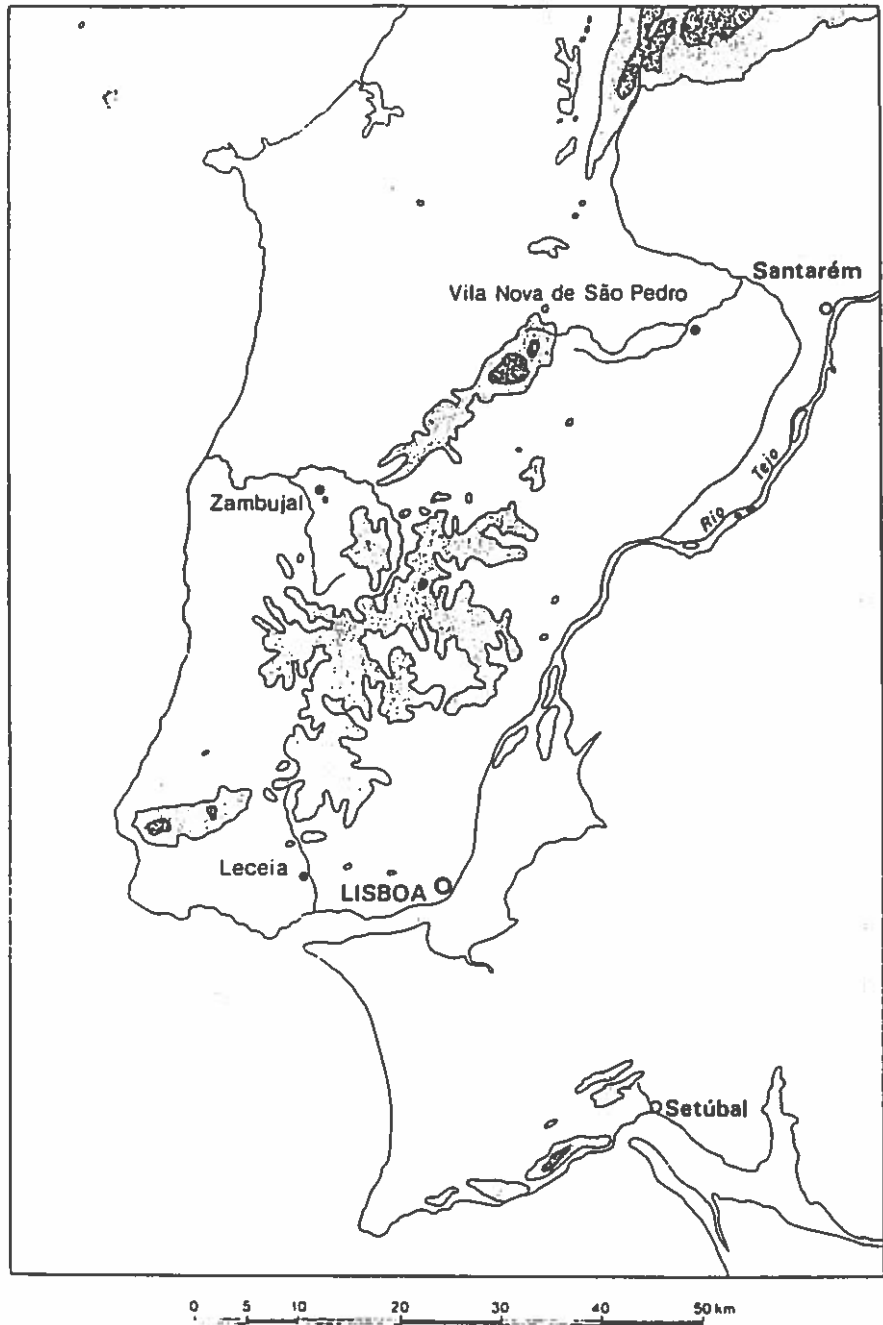 Santarém
Vila Nova de São Pedro
Rio Tejo
Zambujal
Leceia
LISBOA
Setúbal
0 5 10 20 30 40 50 km